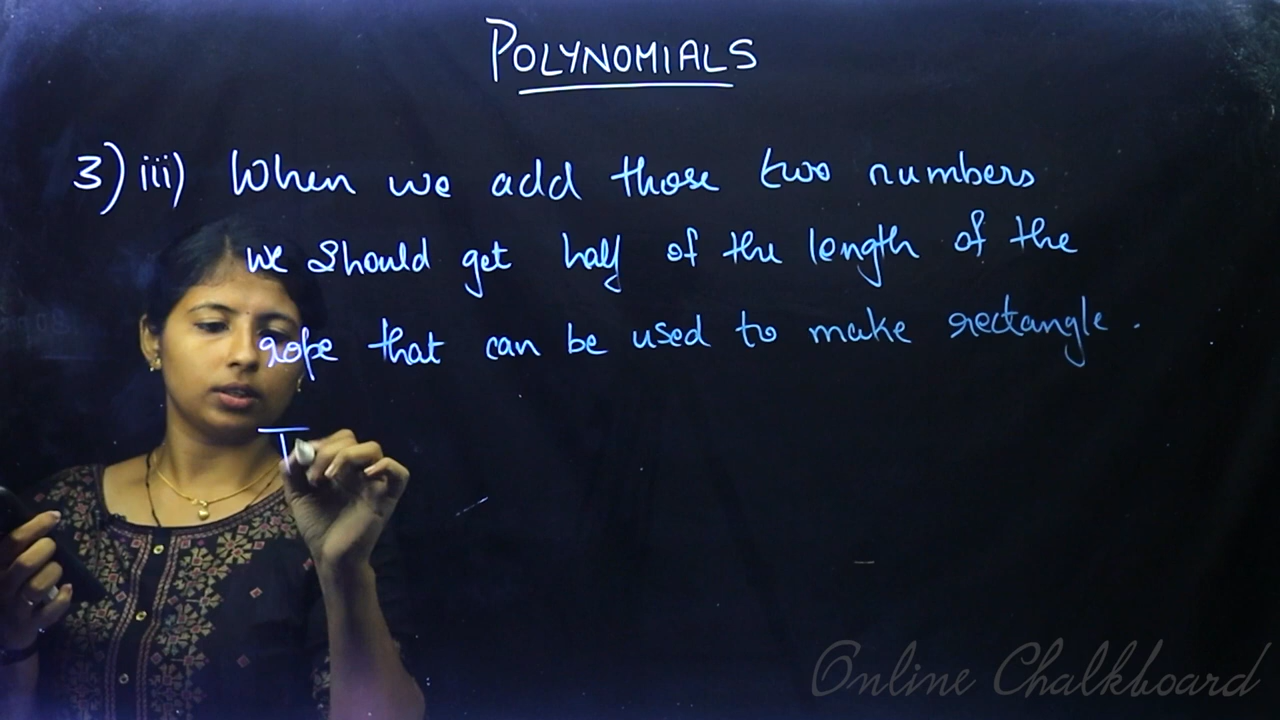 POLYNOMIALS
3) iii) When we add those two numbers
we should get half of the length of the
rope that can be used to make rectangle.
T
Online Chalkboard